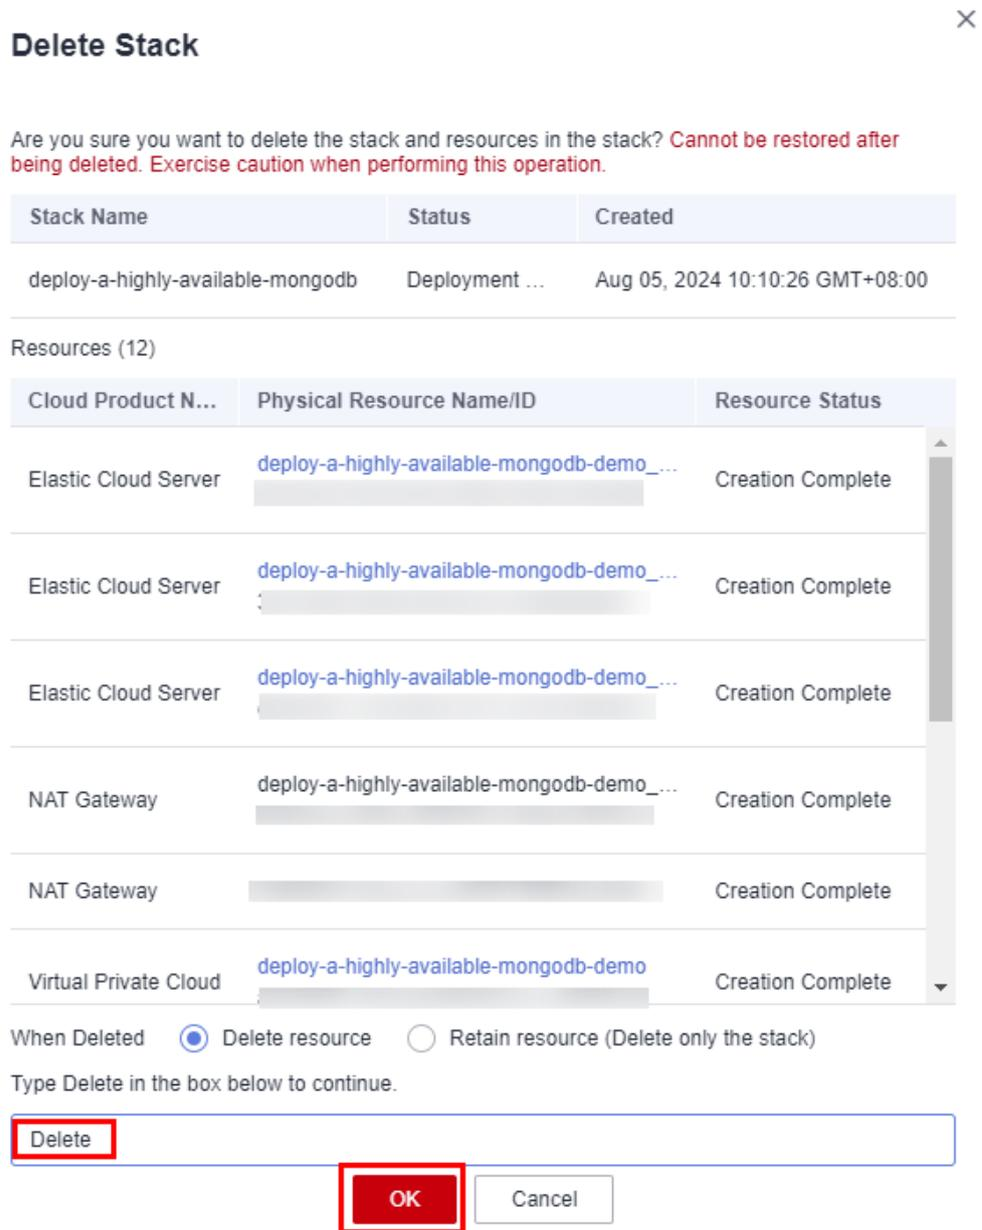 Delete Stack
Are you sure you want to delete the stack and resources in the stack? Cannot be restored after
being deleted. Exercise caution when performing this operation.
Stack Name Status Created
deploy-a-highly-available-mongodb Deployment ... Aug 05, 2024 10:10:26 GMT+08:00
Resources (12)
Cloud Product N... Physical Resource Name/ID Resource Status
deploy-a-highly-available-mongodb-demo_...
Elastic Cloud Server Creation Complete
deploy-a-highly-available-mongodb-demo_...
Elastic Cloud Server Creation Complete
deploy-a-highly-available-mongodb-demo_...
Elastic Cloud Server Creation Complete
deploy-a-highly-available-mongodb-demo_...
NAT Gateway Creation Complete
NAT Gateway Creation Complete
deploy-a-highly-available-mongodb-demo
Virtual Private Cloud Creation Complete
When Deleted Delete resource Retain resource (Delete only the stack)
Type Delete in the box below to continue.
Delete
OK Cancel